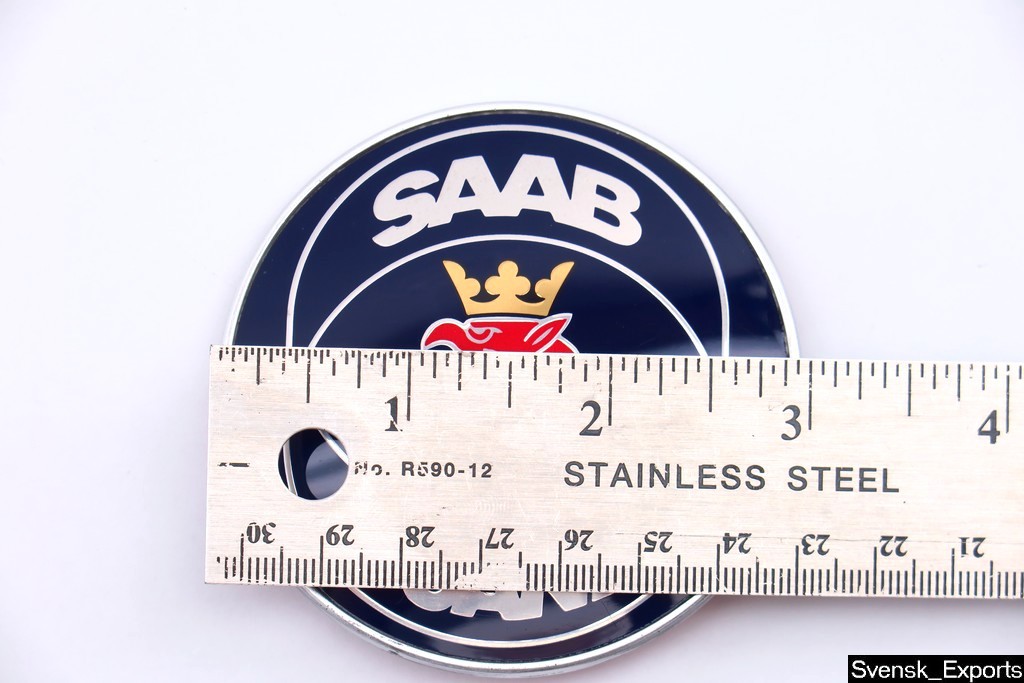 SAAB
1 2 3 4
No. R590-12 STAINLESS STEEL
30 29 28 27 26 25 24 23 22 21
Svensk_Exports